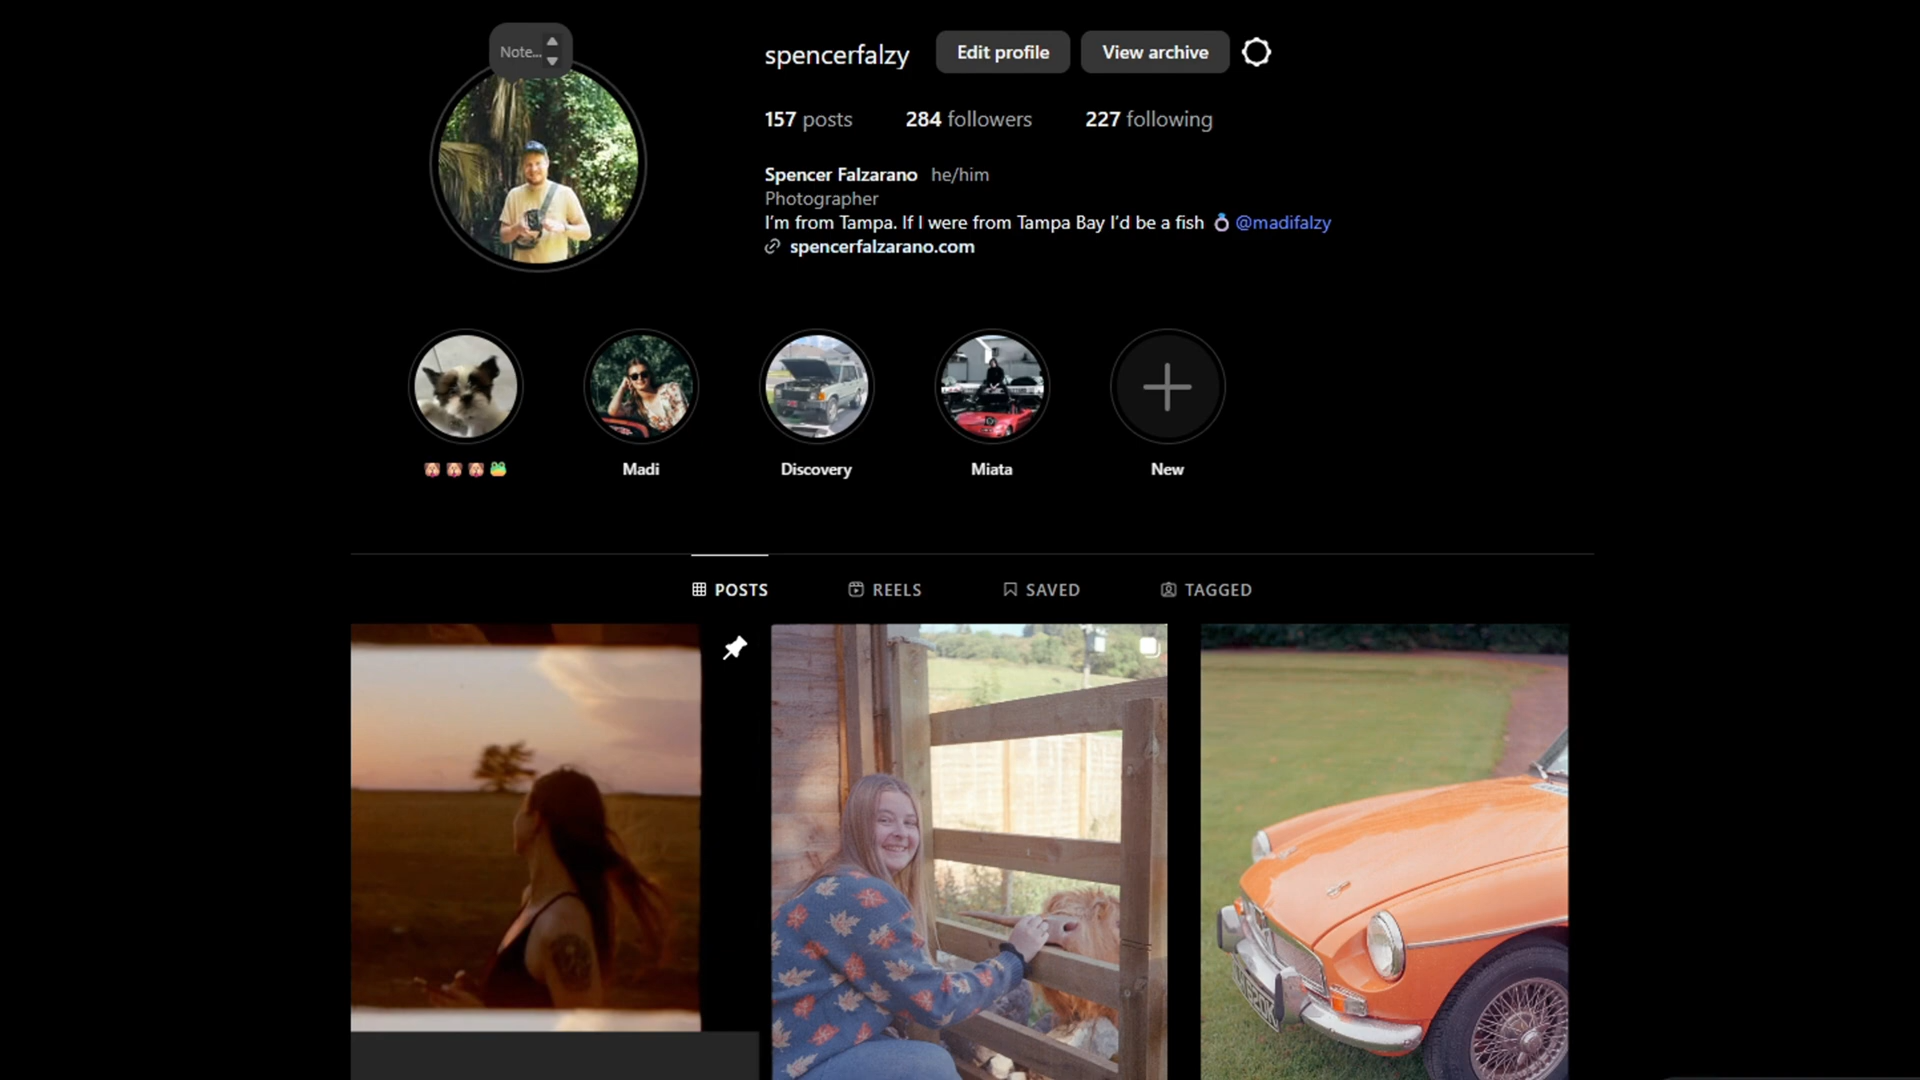 Note...
spencerfalzy
Edit profile
View archive
157 posts
284 followers
227 following
Spencer Falzarano he/him
Photographer
I'm from Tampa. If I were from Tampa Bay I'd be a fish 💍 @madifalzy
spencerfalzarano.com
Madi
Discovery
Miata
New
POSTS
REELS
SAVED
TAGGED